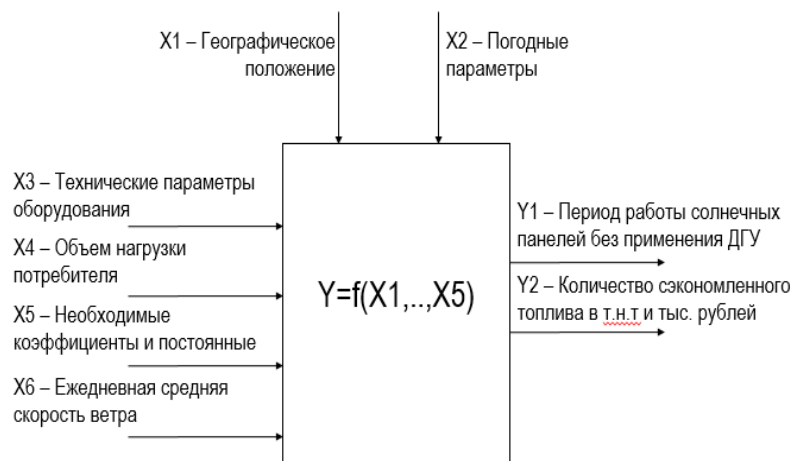 X1 – Географическое
положение
X2 – Погодные
параметры
X3 – Технические параметры
оборудования
X4 – Объем нагрузки
потребителя
X5 – Необходимые
коэффициенты и постоянные
X6 – Ежедневная средняя
скорость ветра
Y=f(X1,..,X5)
Y1 – Период работы солнечных
панелей без применения ДГУ
Y2 – Количество сэкономленного
топлива в т.н.т и тыс. рублей